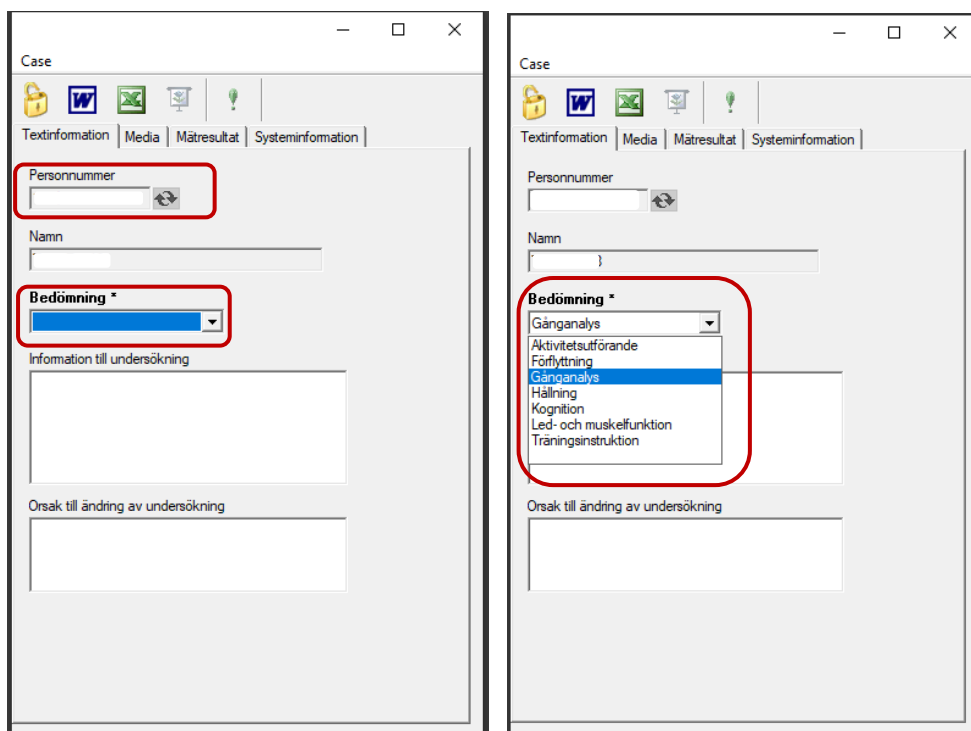 Case
Textinformation Media Mätresultat Systeminformation
Personnummer
Namn
Bedömning *
Information till undersökning
Orsak till ändring av undersökning
Case
Textinformation Media Mätresultat Systeminformation
Personnummer
Namn
}
Bedömning *
Gånganalys
Aktivitetsutförande
Förflyttning
Gånganalys
Hållning
Kognition
Led- och muskelfunktion
Träningsinstruktion
Orsak till ändring av undersökning